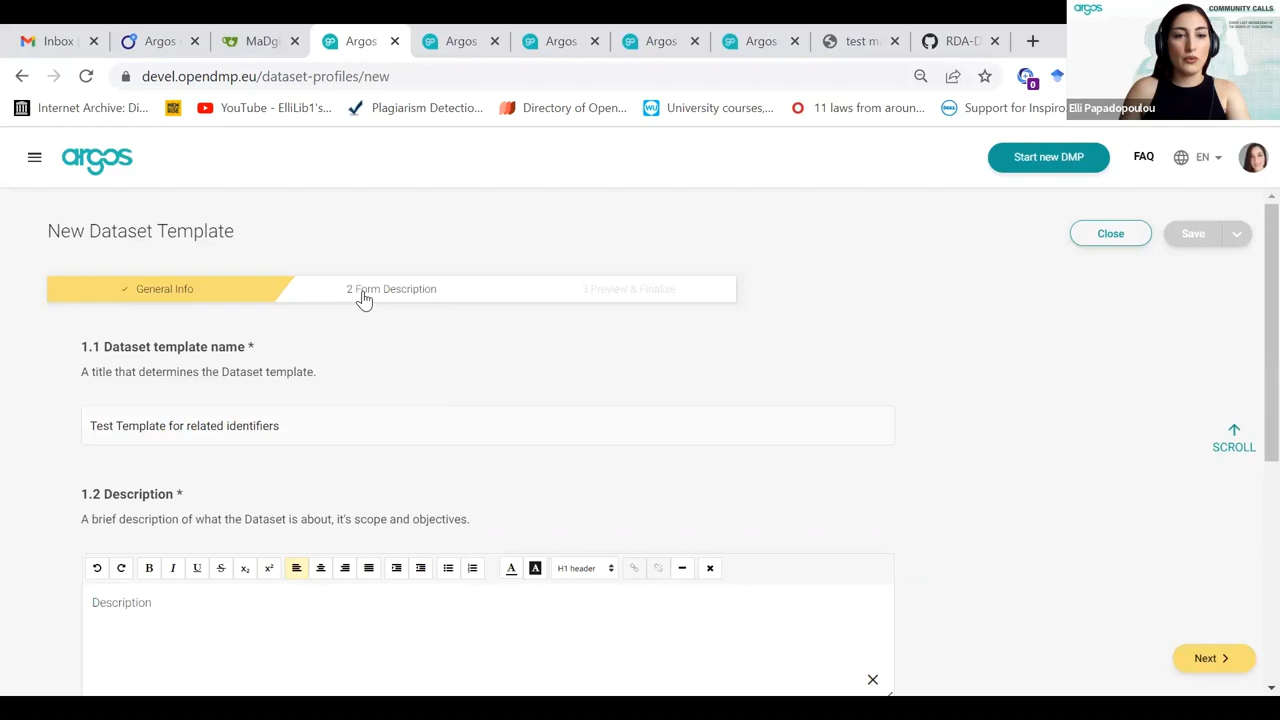 argos
COMMUNITY CALLS
Elli Papadopoulou
Inbox (
Argos (
MaDgI
Argos
Argos
Argos
Argos
Argos
test m
RDA-D
devel.opendmp.eu/dataset-profiles/new
0
Internet Archive: Di...
YouTube - ElliLib1's...
Plagiarism Detectio...
Directory of Open...
University courses,...
11 laws from aroun...
Support for Inspiro
argos
Start new DMP
FAQ
EN
New Dataset Template
Close
Save
General Info
2 Form Description
3 Preview & Finalize
1.1 Dataset template name *
A title that determines the Dataset template.
Test Template for related identifiers
SCROLL
1.2 Description *
A brief description of what the Dataset is about, it's scope and objectives.
B I U S x₂ x² A A H1 header
Description
Next